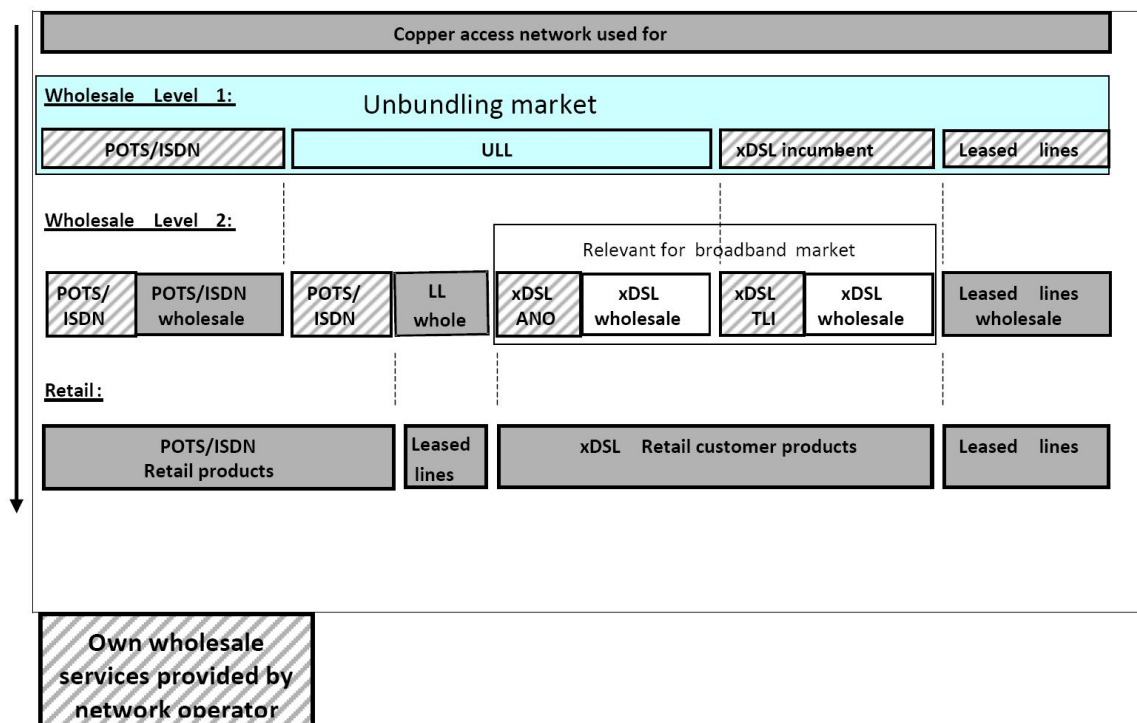 Copper access network used for
Wholesale Level 1:
Unbundling market
POTS/ISDN
ULL
xDSL incumbent
Leased lines
Wholesale Level 2:
Relevant for broadband market
POTS/
ISDN
POTS/ISDN
wholesale
POTS/
ISDN
LL
whole
xDSL
ANO
xDSL
wholesale
xDSL
TLI
xDSL
wholesale
Leased lines
wholesale
Retail:
POTS/ISDN
Retail products
Leased
lines
xDSL Retail customer products
Leased lines
Own wholesale
services provided by
network operator